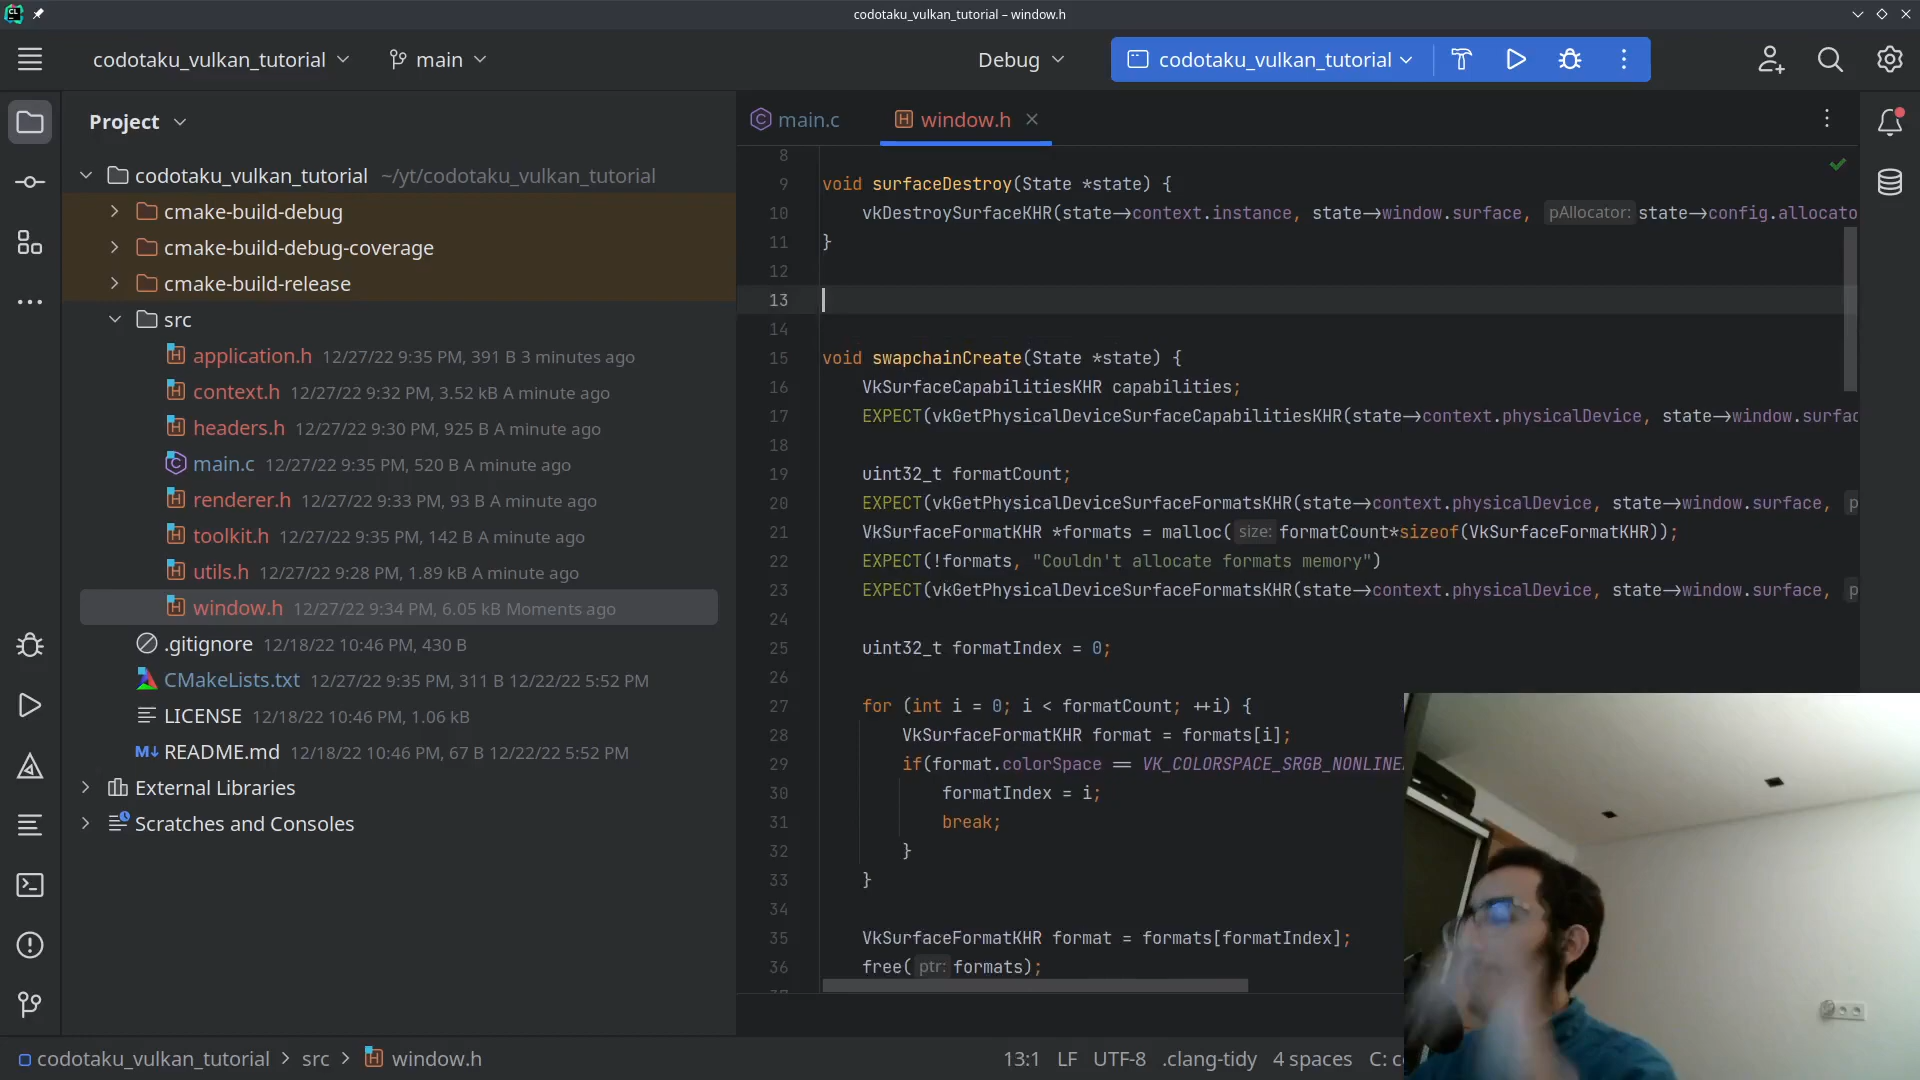 codotaku_vulkan_tutorial – window.h
codotaku_vulkan_tutorial
main
Debug
codotaku_vulkan_tutorial
Project
codotaku_vulkan_tutorial ~/yt/codotaku_vulkan_tutorial
cmake-build-debug
cmake-build-debug-coverage
cmake-build-release
src
application.h 12/27/22 9:35 PM, 391 B 3 minutes ago
context.h 12/27/22 9:32 PM, 3.52 kB A minute ago
headers.h 12/27/22 9:30 PM, 925 B A minute ago
main.c 12/27/22 9:35 PM, 520 B A minute ago
renderer.h 12/27/22 9:33 PM, 93 B A minute ago
toolkit.h 12/27/22 9:35 PM, 142 B A minute ago
utils.h 12/27/22 9:28 PM, 1.89 kB A minute ago
window.h 12/27/22 9:34 PM, 6.05 kB Moments ago
.gitignore 12/18/22 10:46 PM, 430 B
CMakeLists.txt 12/27/22 9:35 PM, 311 B 12/22/22 5:52 PM
LICENSE 12/18/22 10:46 PM, 1.06 kB
README.md 12/18/22 10:46 PM, 67 B 12/22/22 5:52 PM
External Libraries
Scratches and Consoles
main.c window.h
8
9 void surfaceDestroy(State *state) {
10 vkDestroySurfaceKHR(state->context.instance, state->window.surface, pAllocator: state->config.allocato
11 }
12
13
14
15 void swapchainCreate(State *state) {
16 VkSurfaceCapabilitiesKHR capabilities;
17 EXPECT(vkGetPhysicalDeviceSurfaceCapabilitiesKHR(state->context.physicalDevice, state->window.surfac
18
19 uint32_t formatCount;
20 EXPECT(vkGetPhysicalDeviceSurfaceFormatsKHR(state->context.physicalDevice, state->window.surface, p
21 VkSurfaceFormatKHR *formats = malloc( size: formatCount*sizeof(VkSurfaceFormatKHR));
22 EXPECT(!formats, "Couldn't allocate formats memory")
23 EXPECT(vkGetPhysicalDeviceSurfaceFormatsKHR(state->context.physicalDevice, state->window.surface, p
24
25 uint32_t formatIndex = 0;
26
27 for (int i = 0; i < formatCount; ++i) {
28 VkSurfaceFormatKHR format = formats[i];
29 if(format.colorSpace == VK_COLORSPACE_SRGB_NONLINEA
30 formatIndex = i;
31 break;
32 }
33 }
34
35 VkSurfaceFormatKHR format = formats[formatIndex];
36 free( ptr: formats);
codotaku_vulkan_tutorial > src > window.h
13:1 LF UTF-8 .clang-tidy 4 spaces C: co